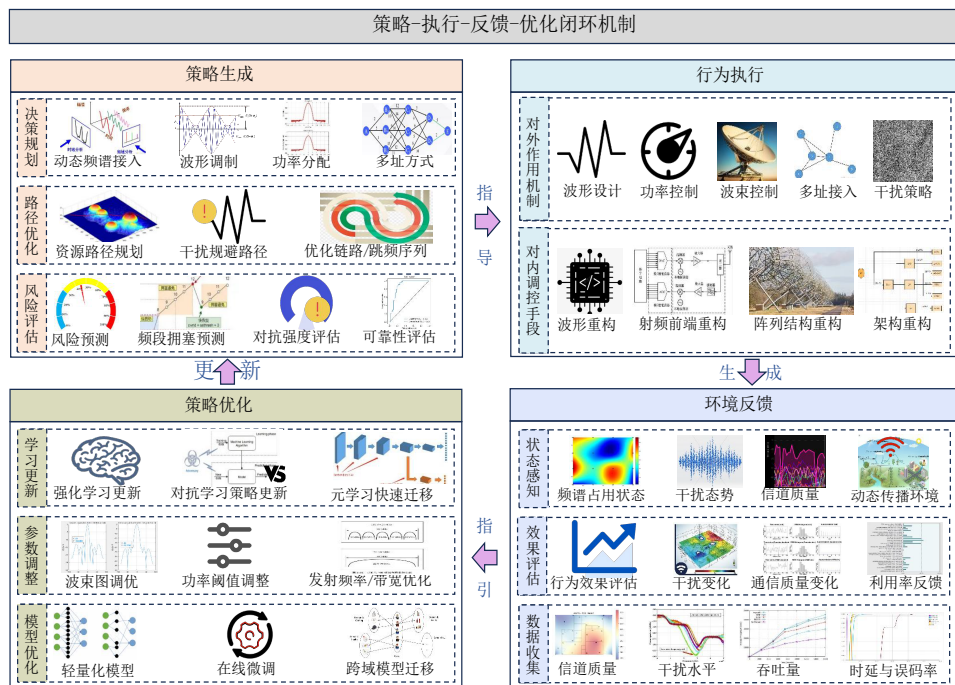 策略-执行-反馈-优化闭环机制
策略生成
决策规划
动态频谱接入
波形调制
功率分配
多址方式
路径优化
资源路径规划
干扰规避路径
优化链路/跳频序列
风险评估
风险预测
频段拥塞预测
对抗强度评估
可靠性评估
指导
行为执行
对外作用机制
波形设计
功率控制
波束控制
多址接入
干扰策略
对内调控手段
波形重构
射频前端重构
阵列结构重构
架构重构
更新
生成
策略优化
学习更新
强化学习更新
对抗学习策略更新
VS
元学习快速迁移
参数调整
波束图调优
功率阈值调整
发射频率/带宽优化
模型优化
轻量化模型
在线微调
跨域模型迁移
指引
环境反馈
状态感知
频谱占用状态
干扰态势
信道质量
动态传播环境
效果评估
行为效果评估
干扰变化
通信质量变化
利用率反馈
数据收集
信道质量
干扰水平
吞吐量
时延与误码率